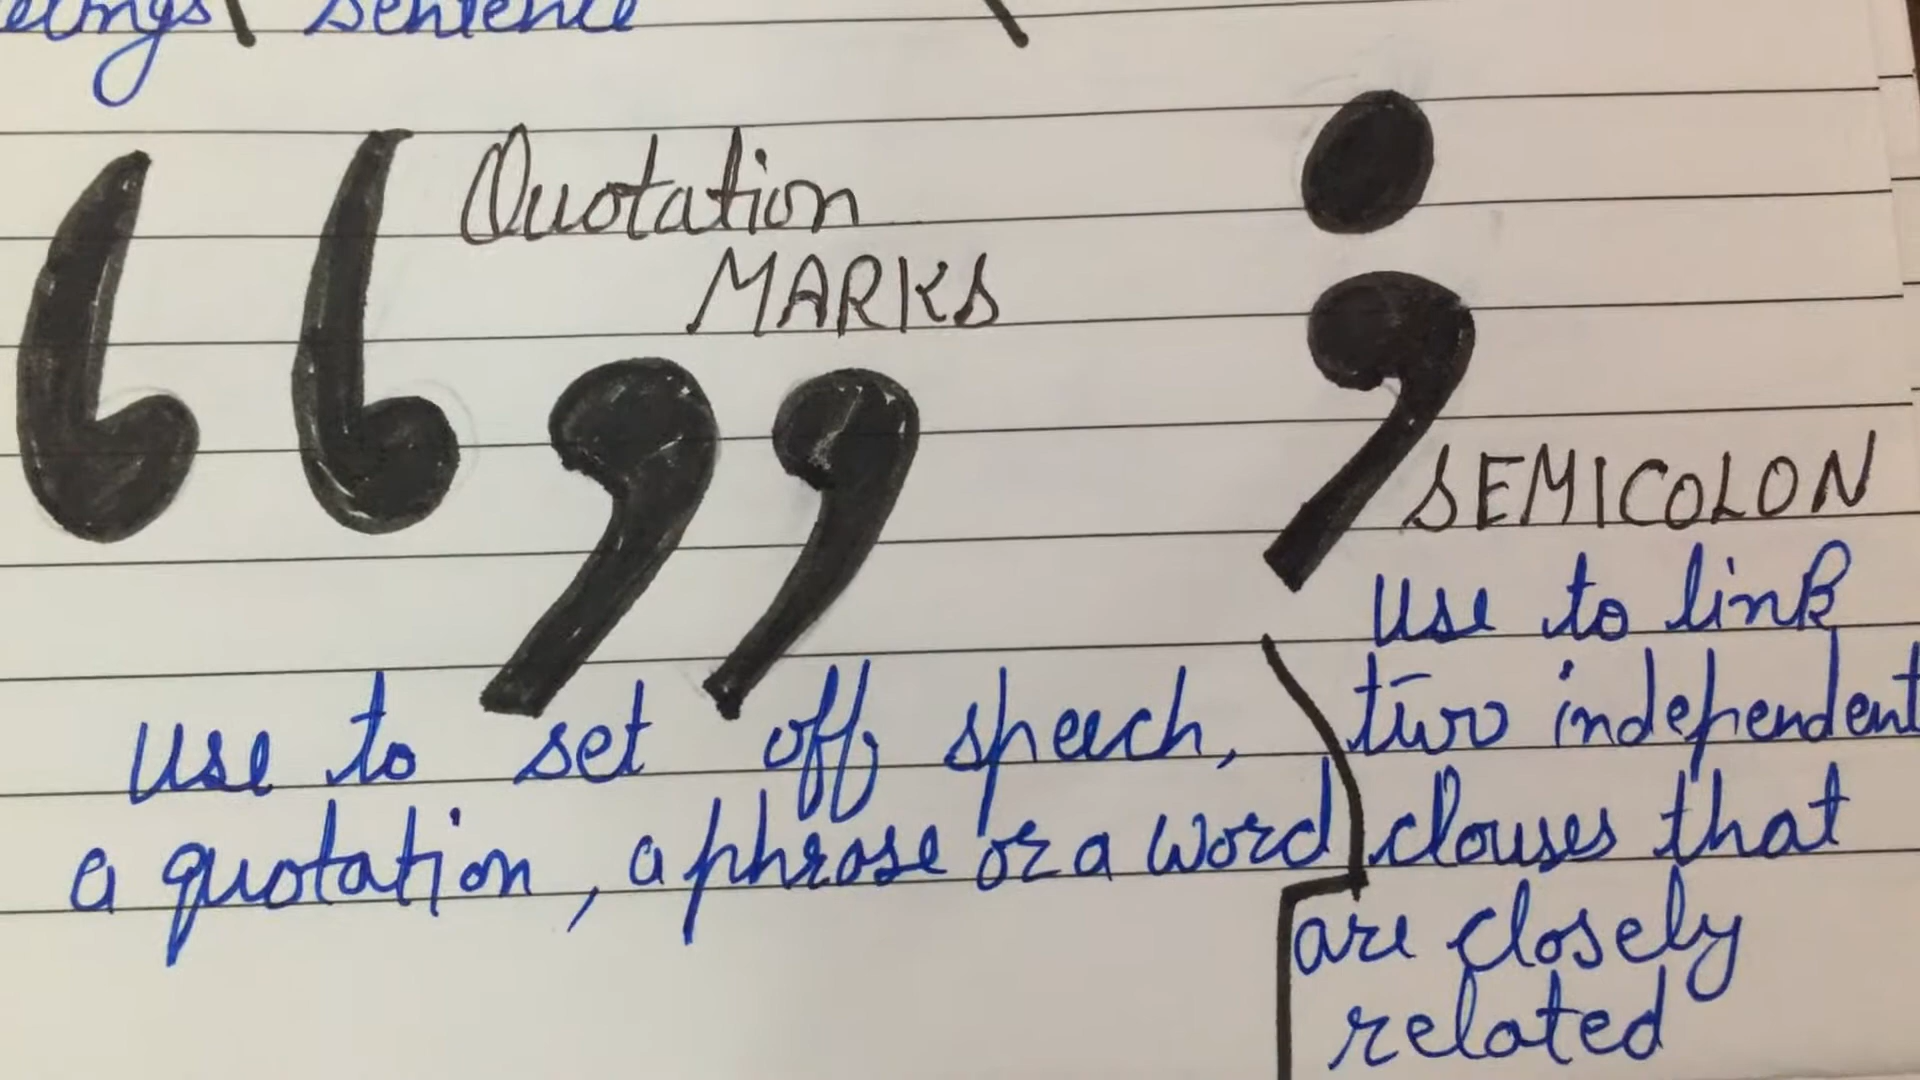 sentence
Quotation
MARKS
use to set off speech,
a quotation, a phrase or a word
SEMICOLON
use to link
two independent
clauses that
are closely
related